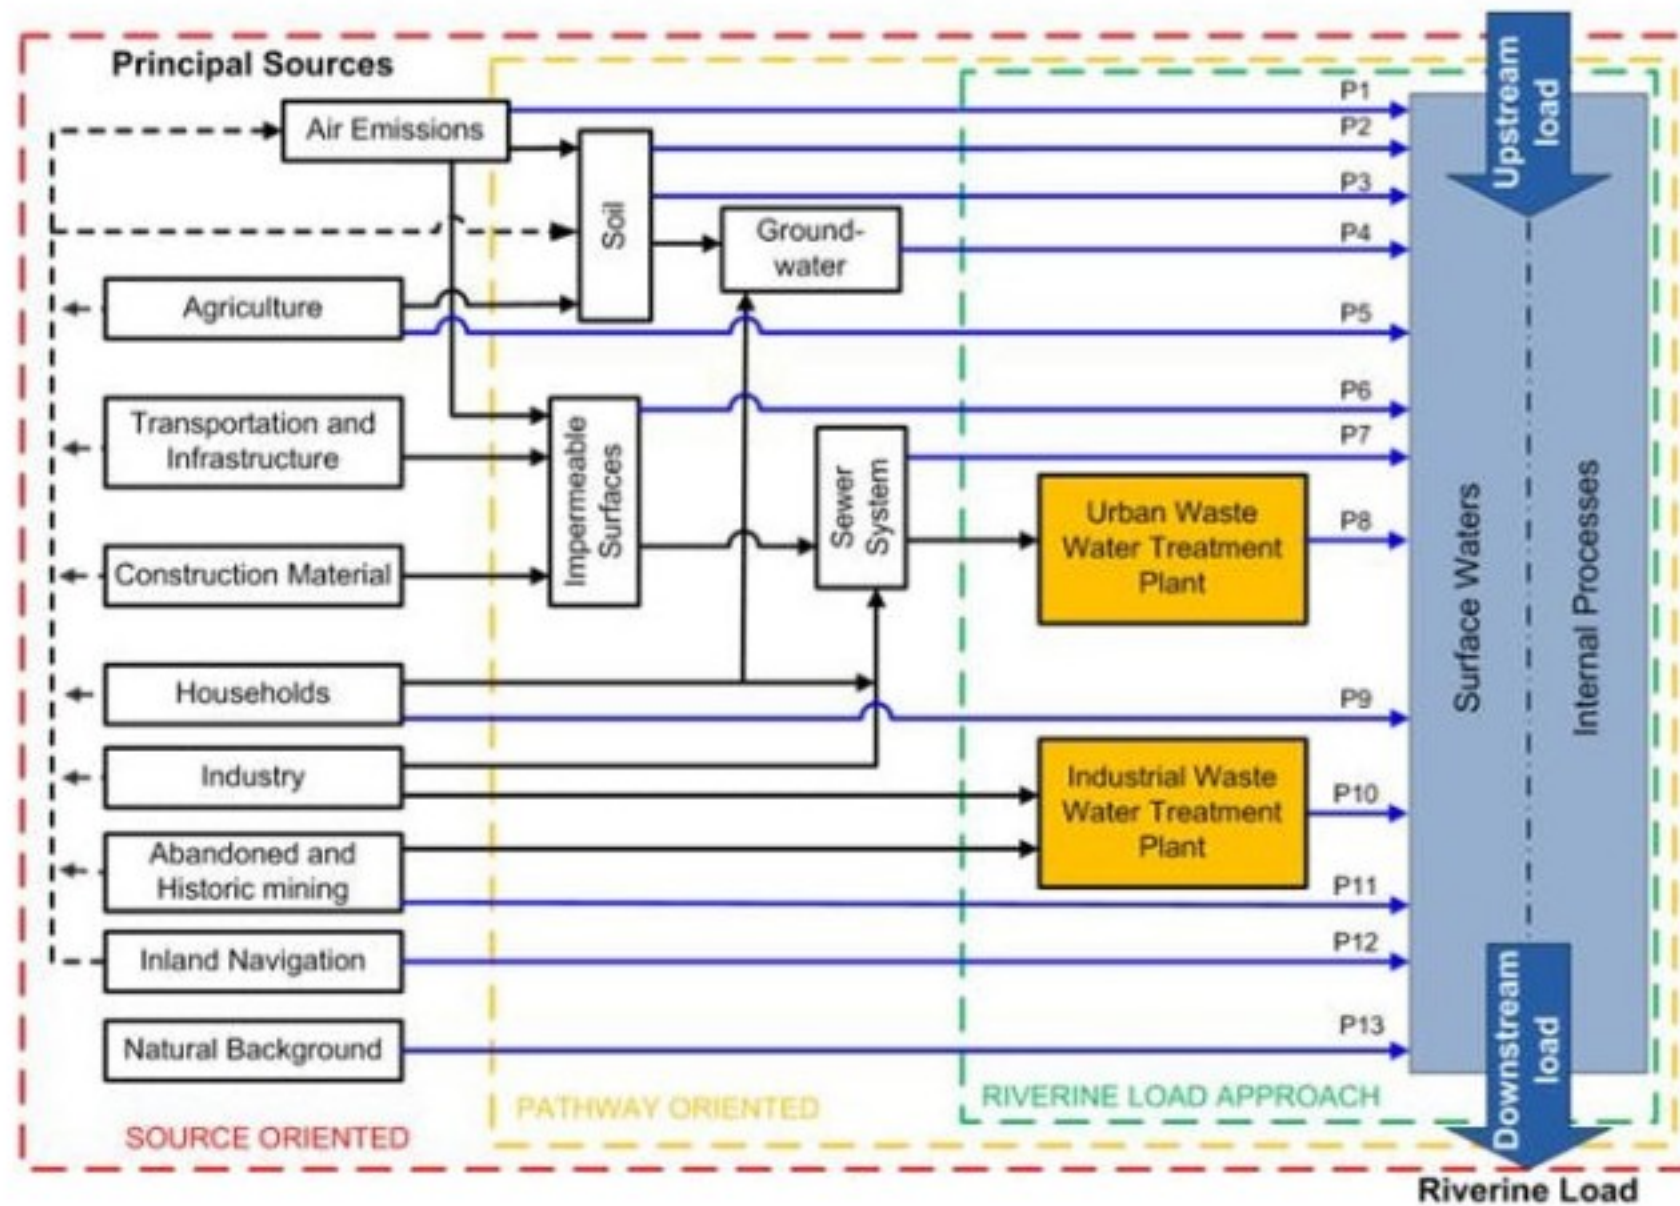 Principal Sources
Air Emissions
Soil
Ground-
water
Agriculture
Transportation and
Infrastructure
Impermeable
Surfaces
Construction Material
Sewer
System
Urban Waste
Water Treatment
Plant
Households
Industry
Industrial Waste
Water Treatment
Plant
Abandoned and
Historic mining
Inland Navigation
Natural Background
P1
P2
P3
P4
P5
P6
P7
P8
P9
P10
P11
P12
P13
Upstream
load
Surface Waters
Internal Processes
Downstream
load
SOURCE ORIENTED
PATHWAY ORIENTED
RIVERINE LOAD APPROACH
Riverine Load